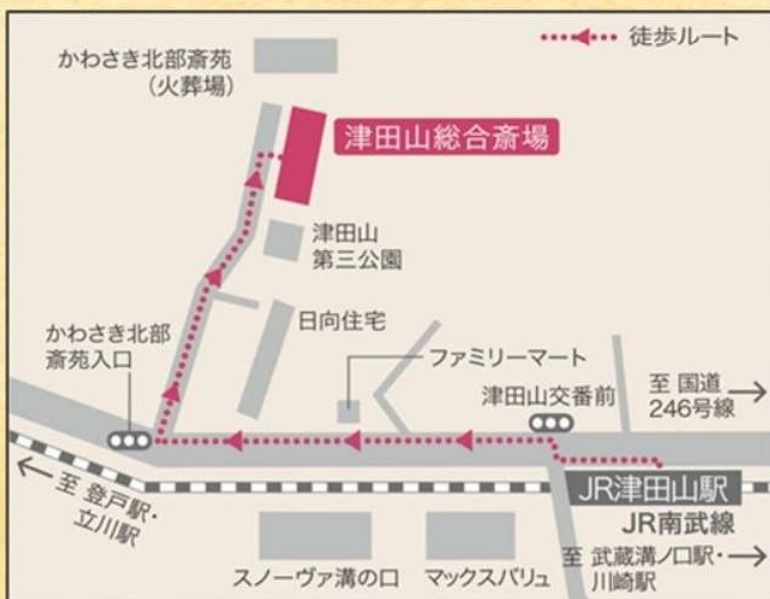 徒歩ルート
かわさき北部斎苑
(火葬場)
津田山総合斎場
津田山
第三公園
日向住宅
かわさき北部
斎苑入口
ファミリーマート
津田山交番前
至 国道
246号線
JR津田山駅
JR南武線
至 登戸駅・
立川駅
スノーヴァ溝の口
マックスバリュ
至 武蔵溝ノ口駅・
川崎駅